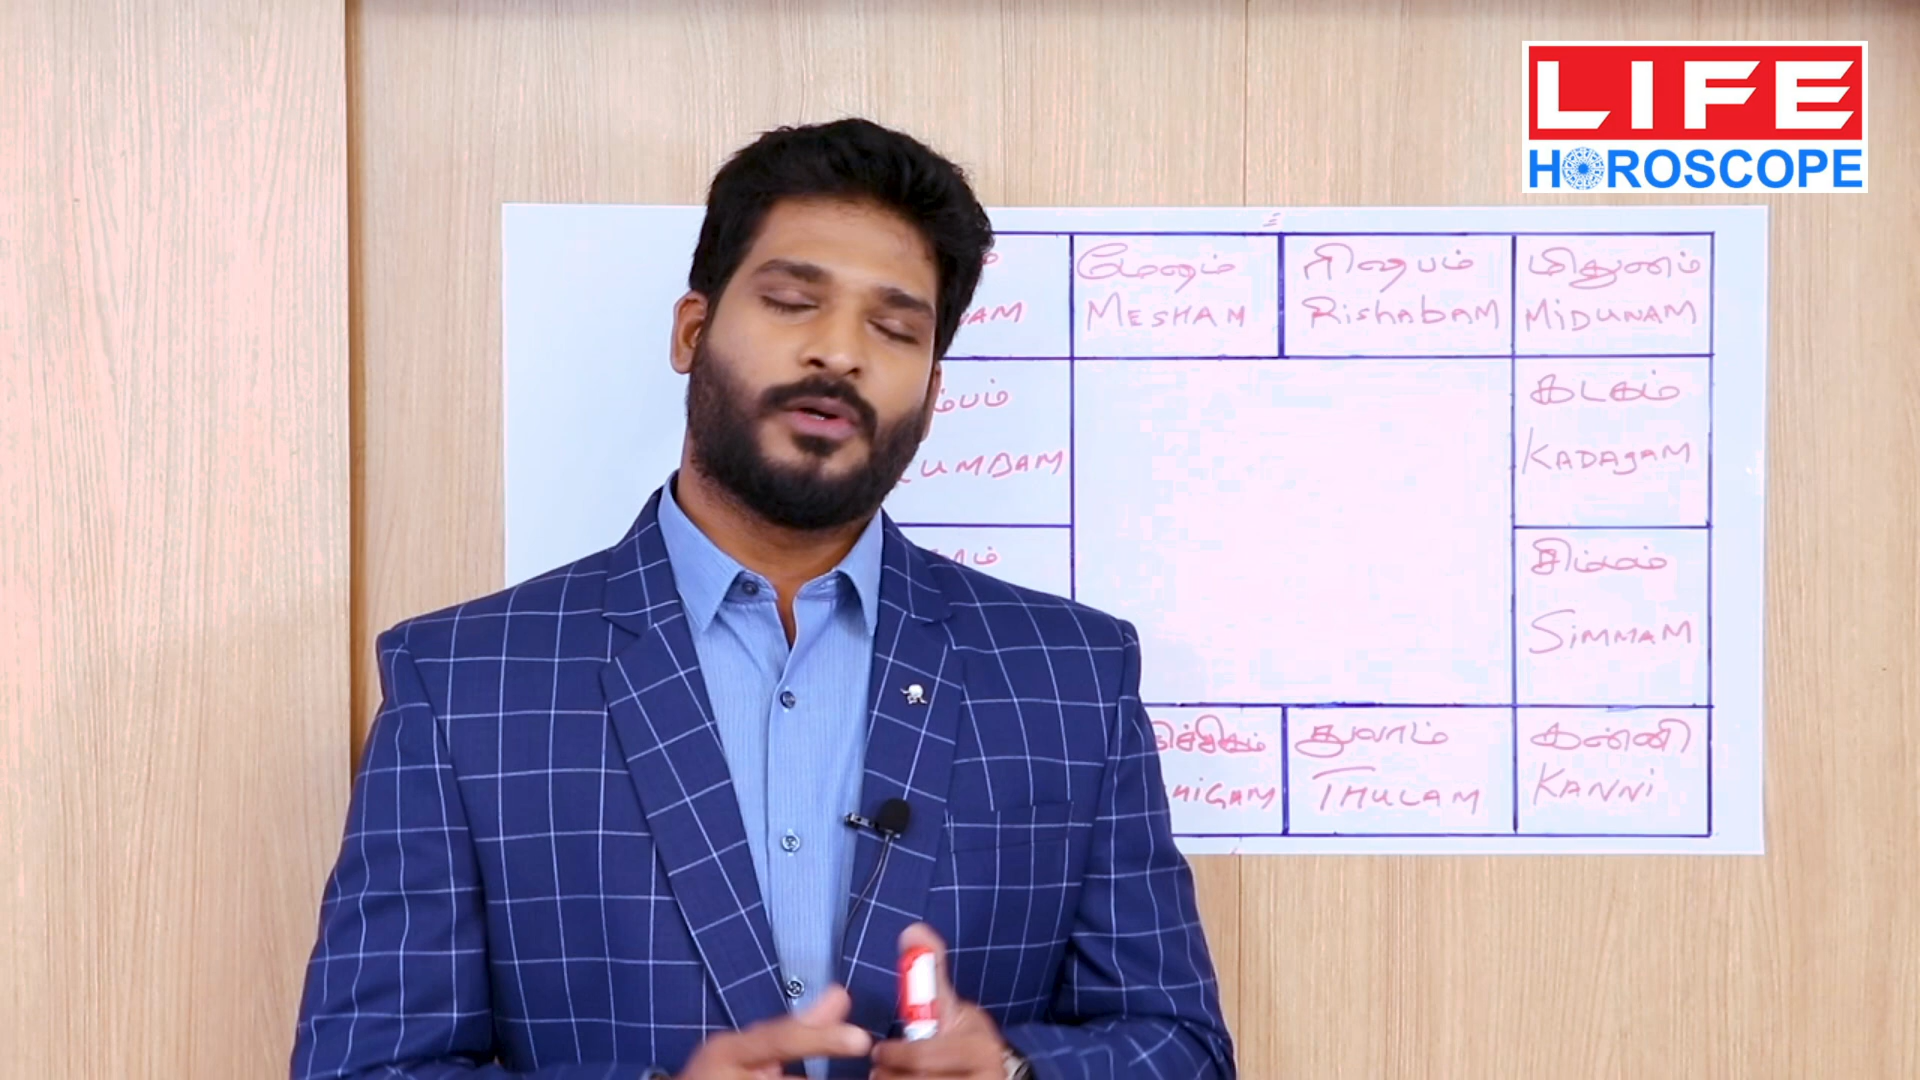 LIFE
HOROSCOPE
மேஷம்
ரிஷபம்
மிதுனம்
MESHAM
RishabAM
MiDUNAM
கடகம்
KADAgAM
சிம்மம்
SiMMAM
துலாம்
கன்னி
THULAM
KANNi